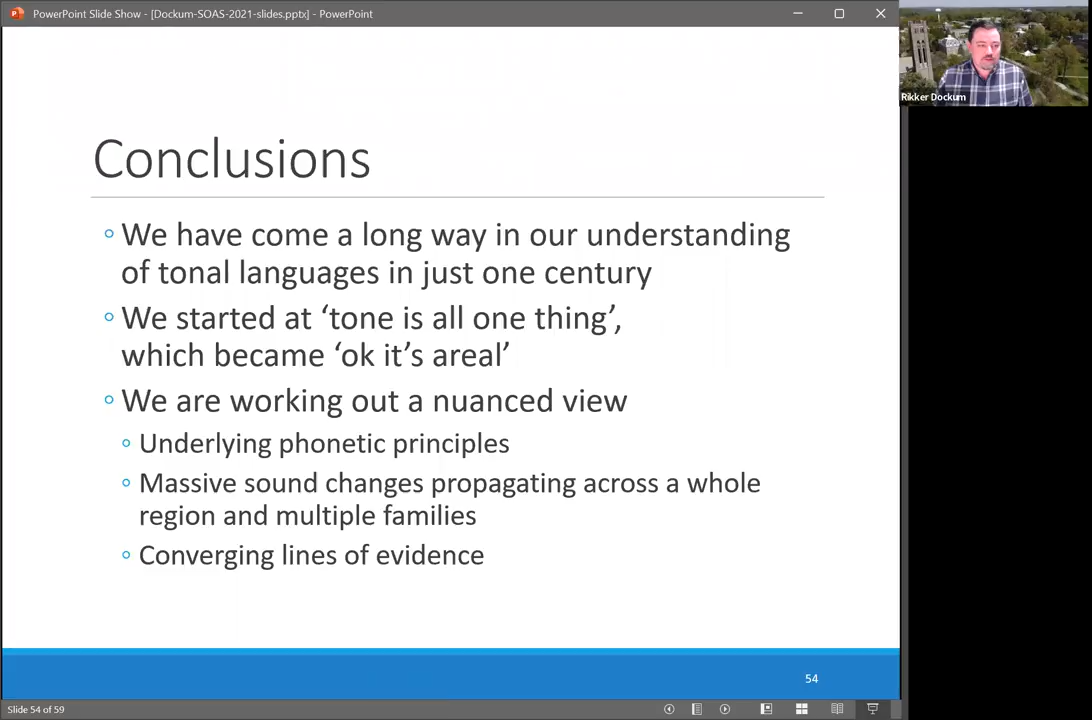 PowerPoint Slide Show - [Dockum-SOAS-2021-slides.pptx] - PowerPoint
Rikker Dockum
Conclusions
◦We have come a long way in our understanding
of tonal languages in just one century
◦We started at ‘tone is all one thing’,
which became ‘ok it’s areal’
◦We are working out a nuanced view
◦Underlying phonetic principles
◦Massive sound changes propagating across a whole
region and multiple families
◦Converging lines of evidence
54
Slide 54 of 59